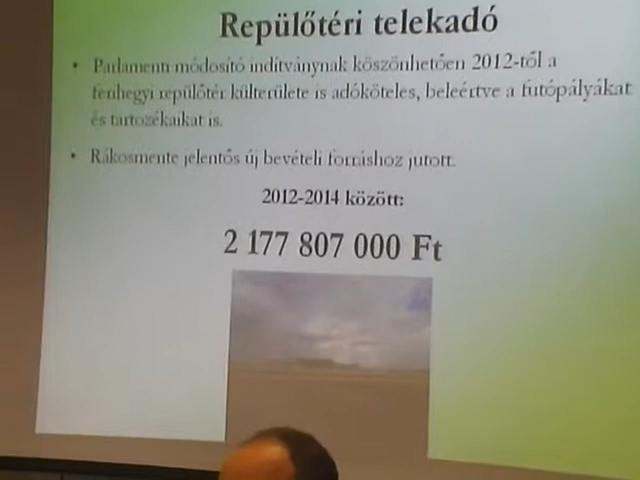 Repülőtéri telekadó
• Parlamenti módosító indítványnak köszönhetően 2012-től a
ferihegyi repülőtér külterülete is adóköteles, beleértve a futópályákat
és tartozékaikat is.
• Rákosmente jelentős új bevételi forráshoz jutott.
2012-2014 között:
2 177 807 000 Ft